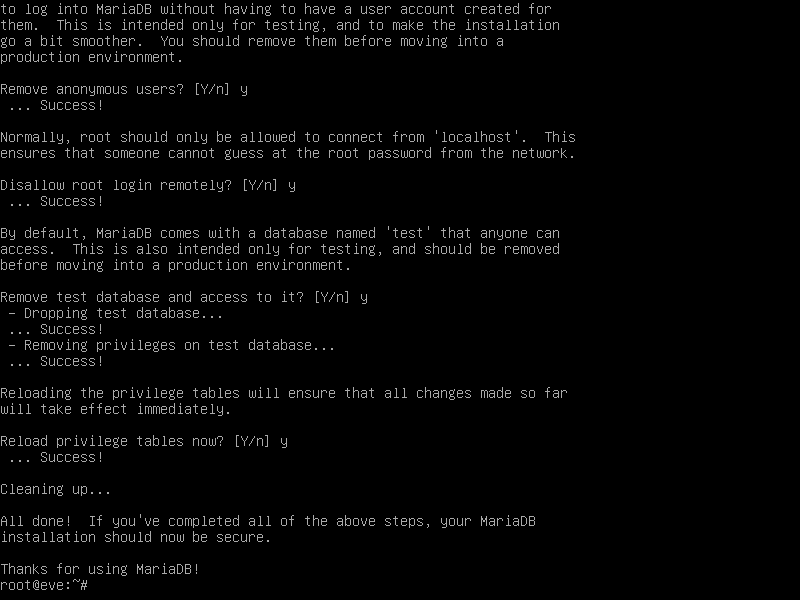 to log into MariaDB without having to have a user account created for
them.  This is intended only for testing, and to make the installation
go a bit smoother.  You should remove them before moving into a
production environment.

Remove anonymous users? [Y/n] y
 ... Success!

Normally, root should only be allowed to connect from 'localhost'.  This
ensures that someone cannot guess at the root password from the network.

Disallow root login remotely? [Y/n] y
 ... Success!

By default, MariaDB comes with a database named 'test' that anyone can
access.  This is also intended only for testing, and should be removed
before moving into a production environment.

Remove test database and access to it? [Y/n] y
 - Dropping test database...
 ... Success!
 - Removing privileges on test database...
 ... Success!

Reloading the privilege tables will ensure that all changes made so far
will take effect immediately.

Reload privilege tables now? [Y/n] y
 ... Success!

Cleaning up...

All done!  If you've completed all of the above steps, your MariaDB
installation should now be secure.

Thanks for using MariaDB!
root@eve:~#